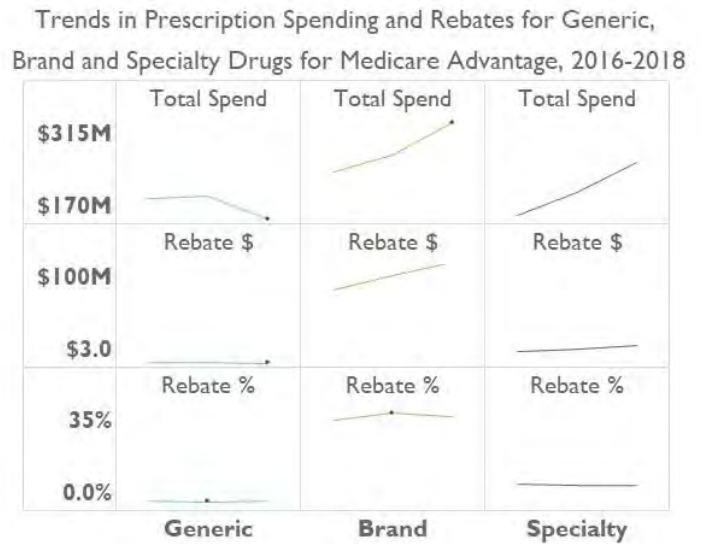 Trends in Prescription Spending and Rebates for Generic,
Brand and Specialty Drugs for Medicare Advantage, 2016-2018
Total Spend Total Spend Total Spend
$315M
$170M
Rebate $ Rebate $ Rebate $
$100M
$3.0
Rebate % Rebate % Rebate %
35%
0.0%
Generic Brand Specialty